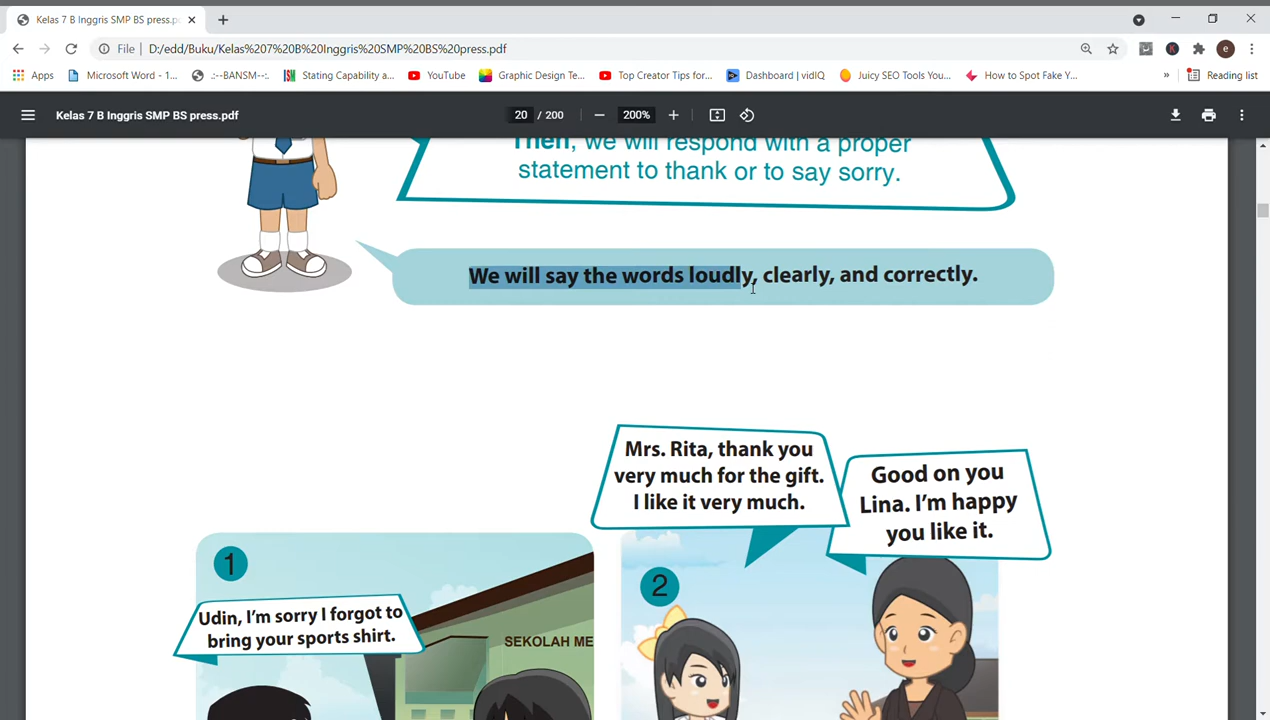 Kelas 7 B Inggris SMP BS press.p
File D:/edd/Buku/Kelas%207%20B%20Inggris%20SMP%20BS%20press.pdf
Apps Microsoft Word - 1... .:--BANSM--:. Stating Capability a... YouTube Graphic Design Te... Top Creator Tips for... Dashboard | vidIQ Juicy SEO Tools You... How to Spot Fake Y... » Reading list
Kelas 7 B Inggris SMP BS press.pdf 20 / 200 200%
Then, we will respond with a proper
statement to thank or to say sorry.
We will say the words loudly, clearly, and correctly.
Mrs. Rita, thank you
very much for the gift.
I like it very much.
Good on you
Lina. I'm happy
you like it.
1
Udin, I'm sorry I forgot to
bring your sports shirt.
SEKOLAH ME
2